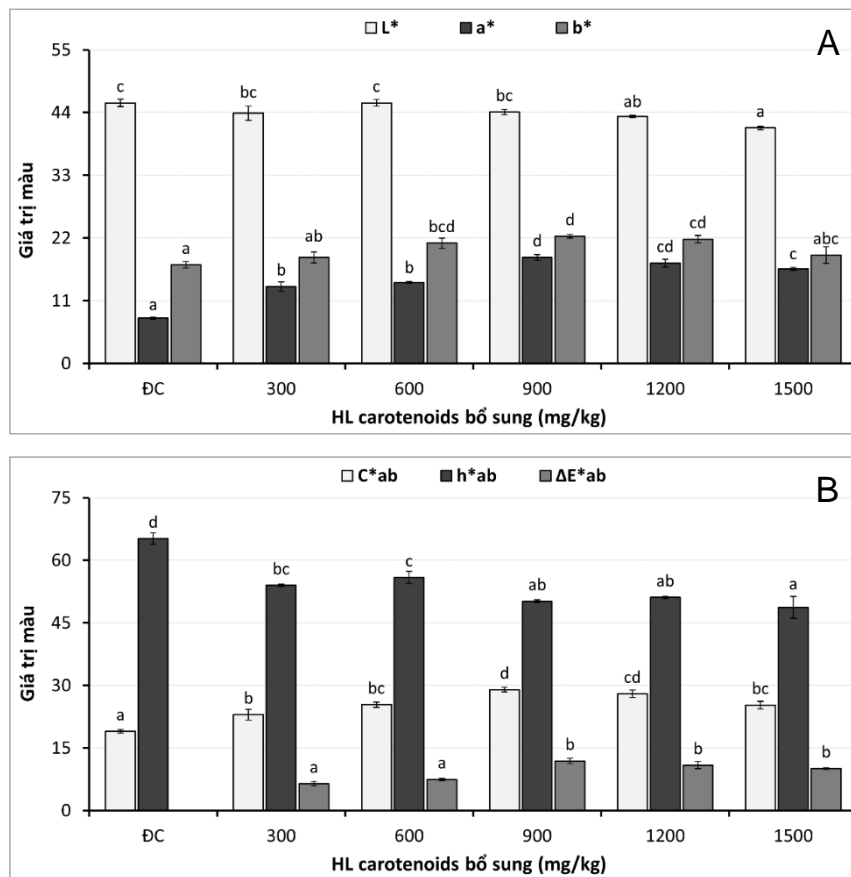 L* a* b*
A
55
44
33
22
11
0
Giá trị màu
c bc c bc ab a
a ab bcd d cd abc
a b b d cd c
ĐC 300 600 900 1200 1500
HL carotenoids bổ sung (mg/kg)
C*ab h*ab ΔE*ab
B
75
60
45
30
15
0
Giá trị màu
d bc c ab ab a
a b bc d cd bc
a a b b b
ĐC 300 600 900 1200 1500
HL carotenoids bổ sung (mg/kg)